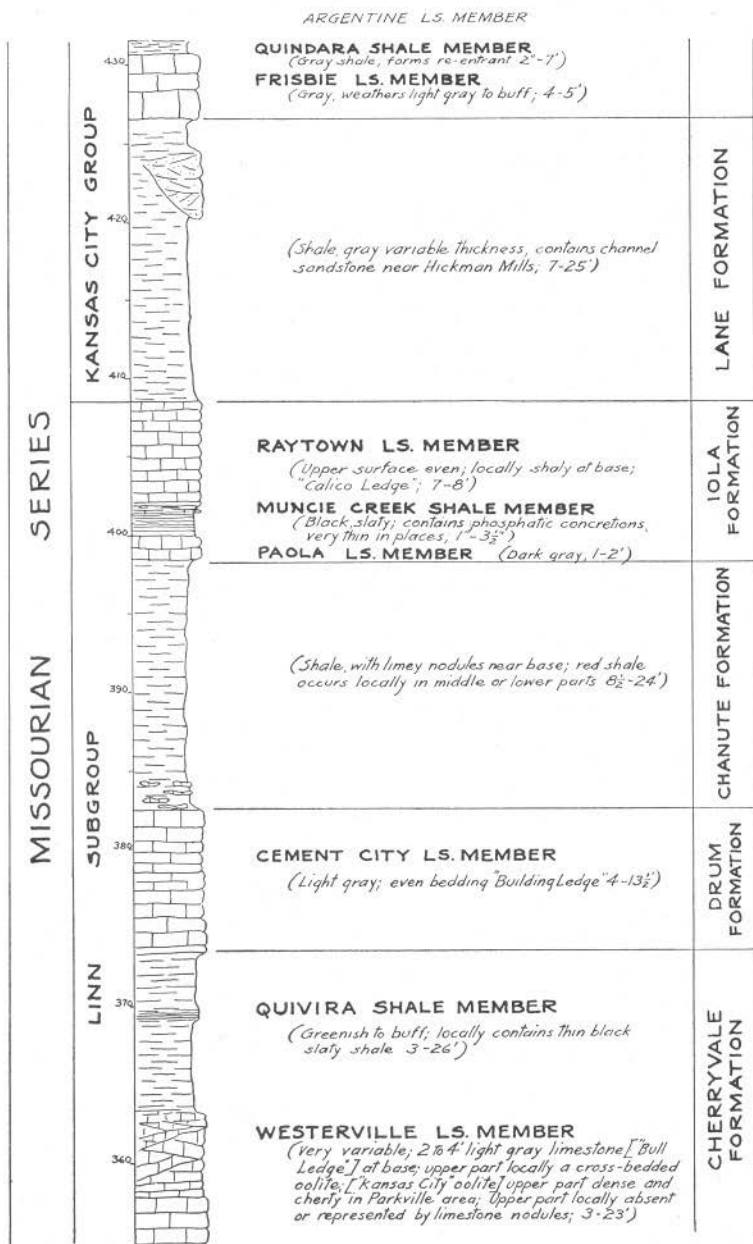 ARGENTINE LS. MEMBER
QUINDARA SHALE MEMBER
(Gray shale, forms re-entrant 2"-7')
FRISBIE LS. MEMBER
(Gray, weathers light gray to buff; 4-5')
430
420
410
400
390
380
370
360
KANSAS CITY GROUP
MISSOURIAN SERIES
LINN SUBGROUP
(Shale, gray variable thickness, contains channel
sandstone near Hickman Mills; 7-25')
LANE FORMATION
RAYTOWN LS. MEMBER
(Upper surface even; locally shaly at base;
"Calico Ledge"; 7-8')
MUNCIE CREEK SHALE MEMBER
(Black, slaty; contains phosphatic concretions,
very thin in places, 1"-3½")
PAOLA LS. MEMBER (Dark gray, 1-2')
IOLA
FORMATION
(Shale, with limey nodules near base; red shale
occurs locally in middle or lower parts 8½-24')
CHANUTE FORMATION
CEMENT CITY LS. MEMBER
(Light gray; even bedding "Building Ledge" 4-13½')
DRUM
FORMATION
QUIVIRA SHALE MEMBER
(Greenish to buff; locally contains thin black
slaty shale 3-26')
WESTERVILLE LS. MEMBER
(Very variable; 2 to 4' light gray limestone ["Bull
Ledge"] at base; upper part locally a cross-bedded
oolite; ["Kansas City" oolite] upper part dense and
cherty in Parkville area; Upper part locally absent
or represented by limestone nodules; 3-23')
CHERRYVALE
FORMATION